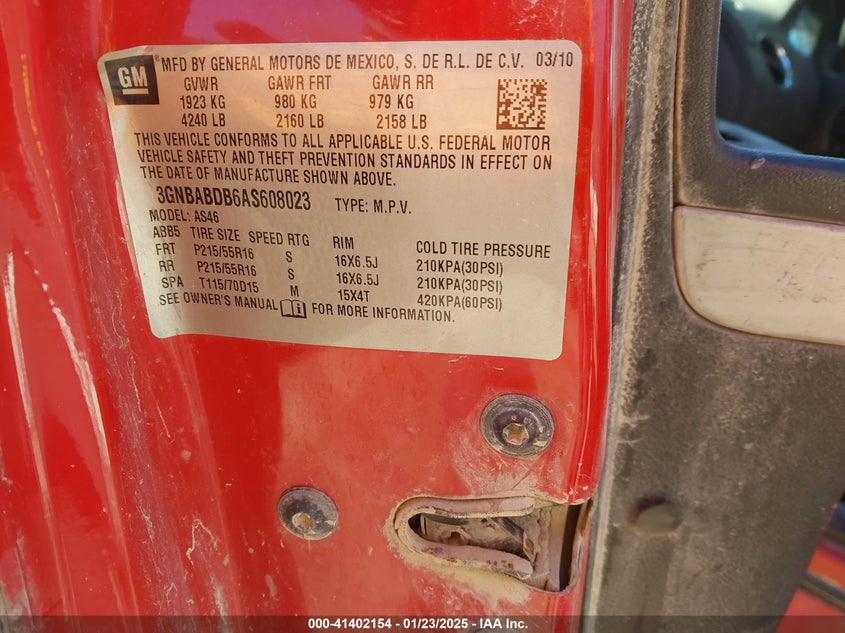 GM MFD BY GENERAL MOTORS DE MEXICO, S. DE R.L. DE C.V. 03/10
GVWR GAWR FRT GAWR RR
1923 KG 980 KG 979 KG
4240 LB 2160 LB 2158 LB
THIS VEHICLE CONFORMS TO ALL APPLICABLE U.S. FEDERAL MOTOR
VEHICLE SAFETY AND THEFT PREVENTION STANDARDS IN EFFECT ON
THE DATE OF MANUFACTURE SHOWN ABOVE.
3GNBABDB6AS608023 TYPE: M.P.V.
MODEL: AS46
ABB5 TIRE SIZE SPEED RTG RIM COLD TIRE PRESSURE
FRT P215/55R16 S 16X6.5J 210KPA(30PSI)
RR P215/55R16 S 16X6.5J 210KPA(30PSI)
SPA T115/70D15 M 15X4T 420KPA(60PSI)
SEE OWNER'S MANUAL FOR MORE INFORMATION.
000-41402154 - 01/23/2025 - IAA Inc.